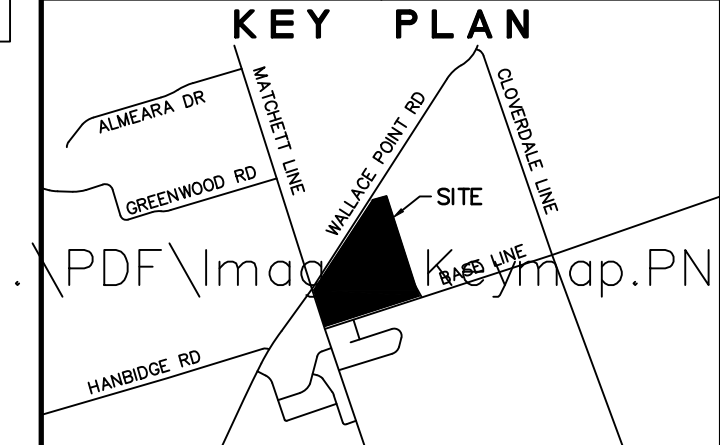 KEY PLAN
ALMEARA DR
MATCHETT LINE
WALLACE POINT RD
CLOVERDALE LINE
GREENWOOD RD
SITE
.\PDF\Imag Keymap.PN
BASE LINE
HANBIDGE RD